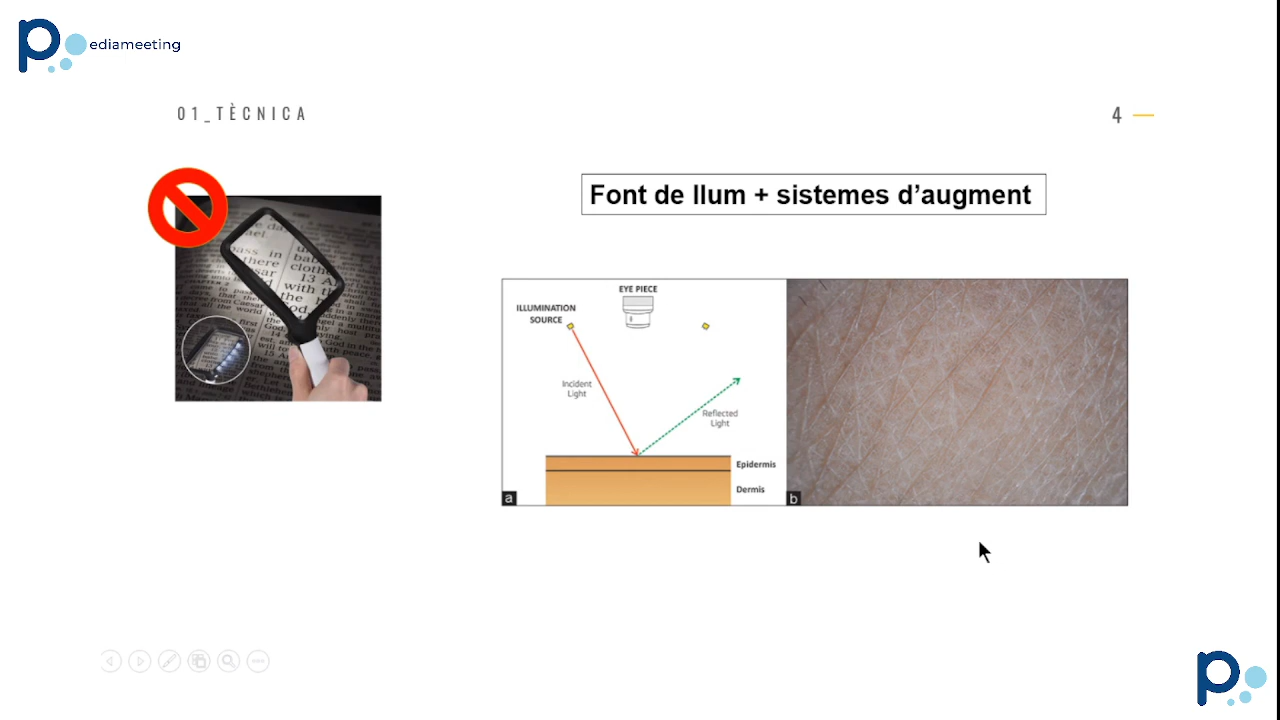 ediameeting
01_TÈCNICA
4
Font de llum + sistemes d’augment
EYE PIECE
ILLUMINATION
SOURCE
Incident
Light
Reflected
Light
Epidermis
Dermis
a
b